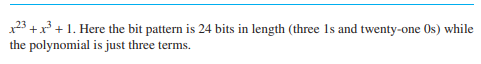 x²³ + x³ + 1. Here the bit pattern is 24 bits in length (three 1s and twenty-one 0s) while
the polynomial is just three terms.